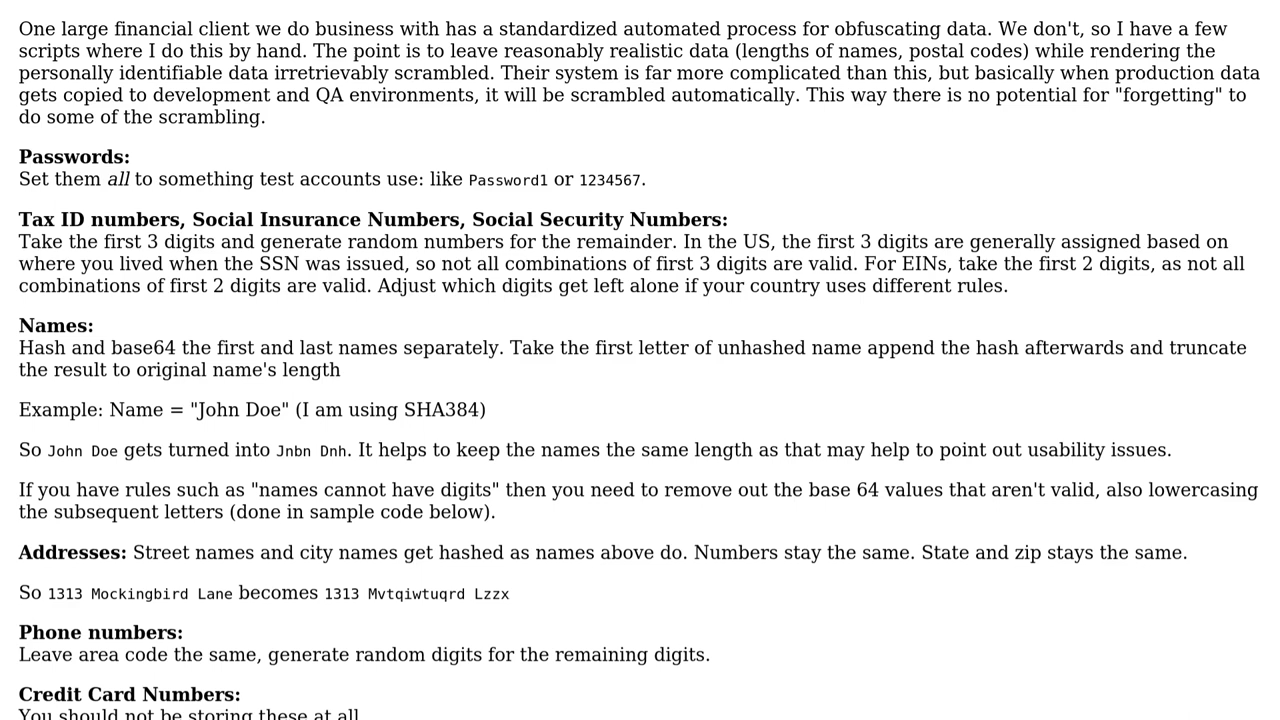 One large financial client we do business with has a standardized automated process for obfuscating data. We don't, so I have a few
scripts where I do this by hand. The point is to leave reasonably realistic data (lengths of names, postal codes) while rendering the
personally identifiable data irretrievably scrambled. Their system is far more complicated than this, but basically when production data
gets copied to development and QA environments, it will be scrambled automatically. This way there is no potential for "forgetting" to
do some of the scrambling.
Passwords:
Set them all to something test accounts use: like Password1 or 1234567.
Tax ID numbers, Social Insurance Numbers, Social Security Numbers:
Take the first 3 digits and generate random numbers for the remainder. In the US, the first 3 digits are generally assigned based on
where you lived when the SSN was issued, so not all combinations of first 3 digits are valid. For EINs, take the first 2 digits, as not all
combinations of first 2 digits are valid. Adjust which digits get left alone if your country uses different rules.
Names:
Hash and base64 the first and last names separately. Take the first letter of unhashed name append the hash afterwards and truncate
the result to original name's length
Example: Name = "John Doe" (I am using SHA384)
So John Doe gets turned into Jnbn Dnh. It helps to keep the names the same length as that may help to point out usability issues.
If you have rules such as "names cannot have digits" then you need to remove out the base 64 values that aren't valid, also lowercasing
the subsequent letters (done in sample code below).
Addresses: Street names and city names get hashed as names above do. Numbers stay the same. State and zip stays the same.
So 1313 Mockingbird Lane becomes 1313 Mvtqiwtuqrd Lzzx
Phone numbers:
Leave area code the same, generate random digits for the remaining digits.
Credit Card Numbers:
You should not be storing these at all